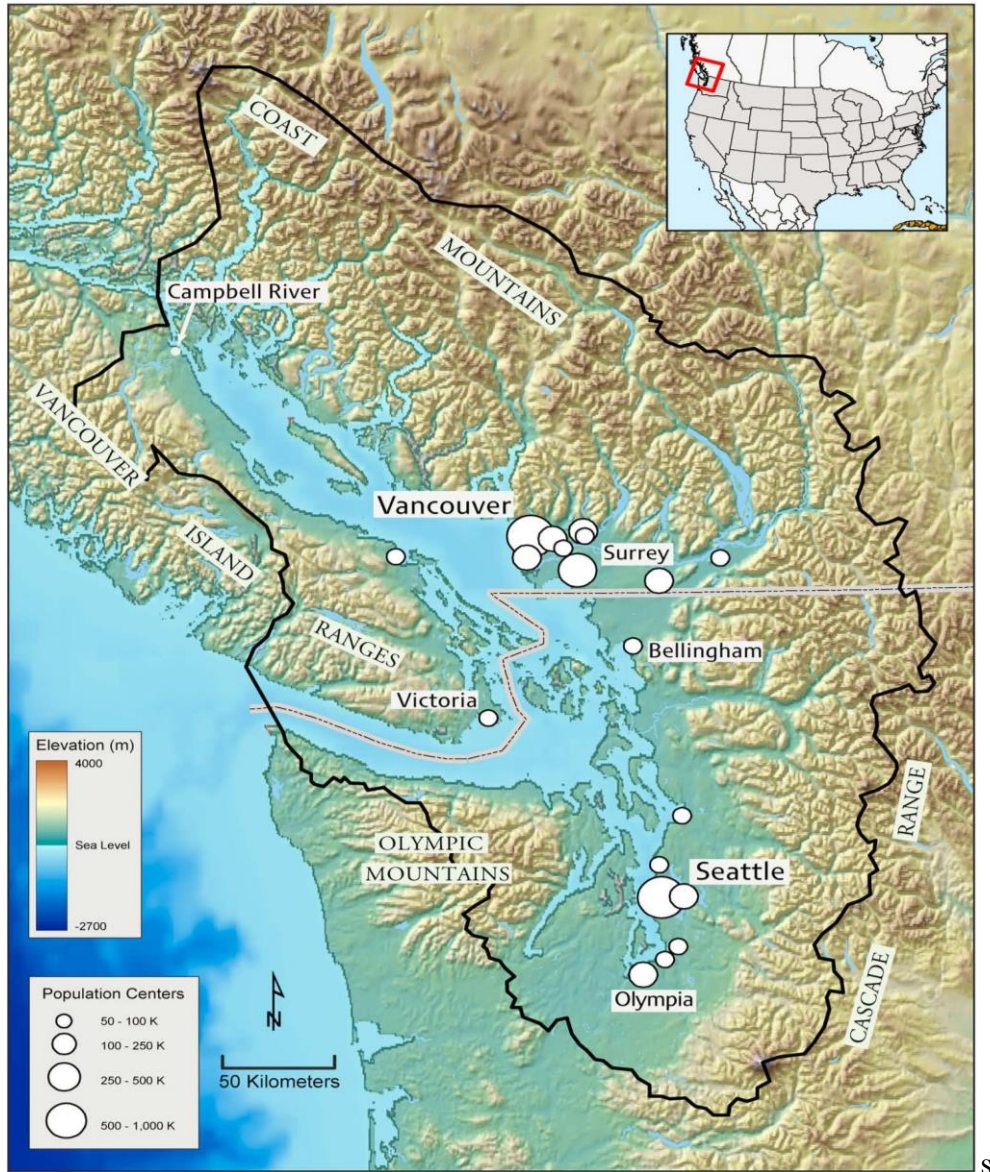 COAST
MOUNTAINS
Campbell River
VANCOUVER
ISLAND
RANGES
Vancouver
Surrey
Bellingham
Victoria
Elevation (m)
4000
Sea Level
-2700
OLYMPIC
MOUNTAINS
RANGE
Seattle
CASCADE
Olympia
N
50 Kilometers
Population Centers
50 - 100 K
100 - 250 K
250 - 500 K
500 - 1,000 K
s